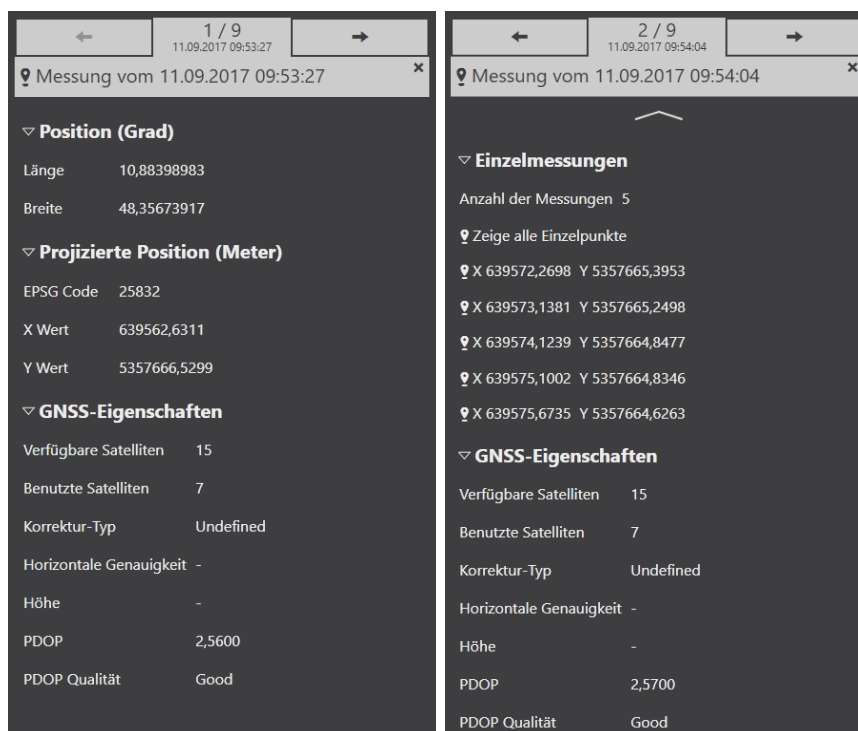 1 / 9
11.09.2017 09:53:27
Messung vom 11.09.2017 09:53:27
Position (Grad)
Länge 10,88398983
Breite 48,35673917
Projizierte Position (Meter)
EPSG Code 25832
X Wert 639562,6311
Y Wert 5357666,5299
GNSS-Eigenschaften
Verfügbare Satelliten 15
Benutzte Satelliten 7
Korrektur-Typ Undefined
Horizontale Genauigkeit -
Höhe -
PDOP 2,5600
PDOP Qualität Good
2 / 9
11.09.2017 09:54:04
Messung vom 11.09.2017 09:54:04
Einzelmessungen
Anzahl der Messungen 5
Zeige alle Einzelpunkte
X 639572,2698 Y 5357665,3953
X 639573,1381 Y 5357665,2498
X 639574,1239 Y 5357664,8477
X 639575,1002 Y 5357664,8346
X 639575,6735 Y 5357664,6263
GNSS-Eigenschaften
Verfügbare Satelliten 15
Benutzte Satelliten 7
Korrektur-Typ Undefined
Horizontale Genauigkeit -
Höhe -
PDOP 2,5700
PDOP Qualität Good